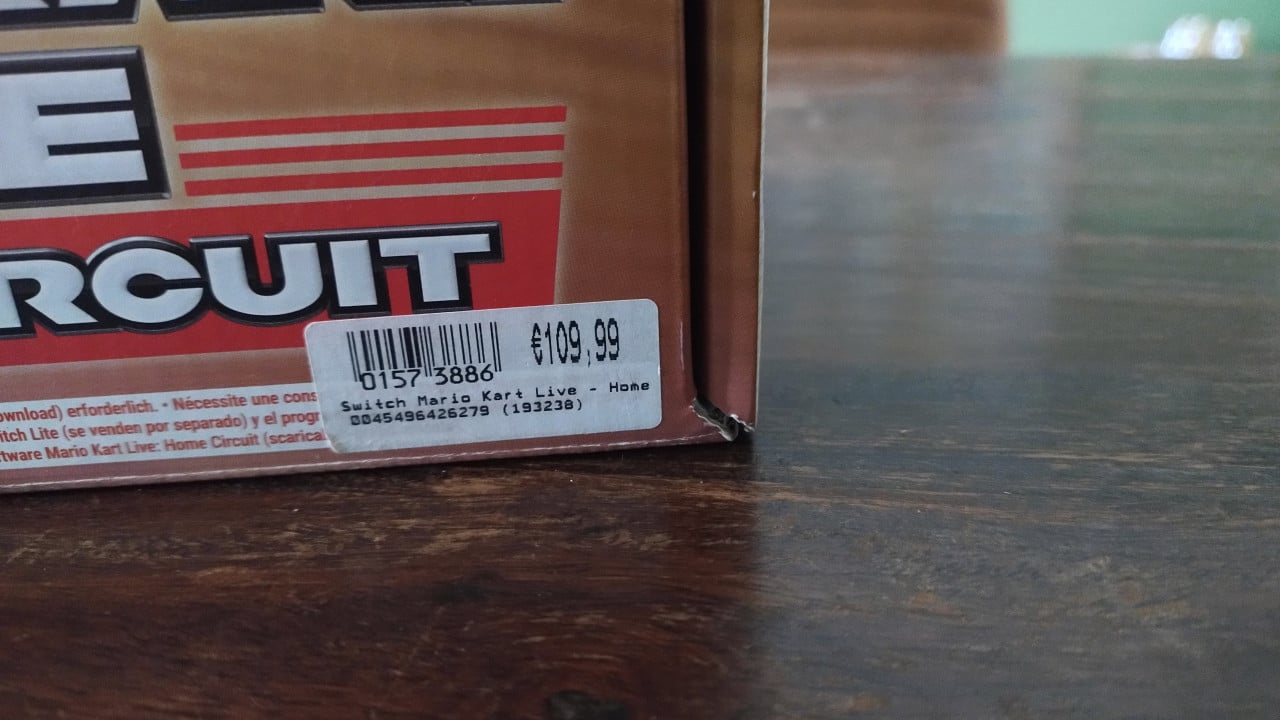 E
RCUIT
€109,99
0157 3886
Switch Mario Kart Live - Home
0045496426279 (193238)
ownload) erforderlich. • Nécessite une cons
itch Lite (se venden por separado) y el progr
ftware Mario Kart Live: Home Circuit (scarica